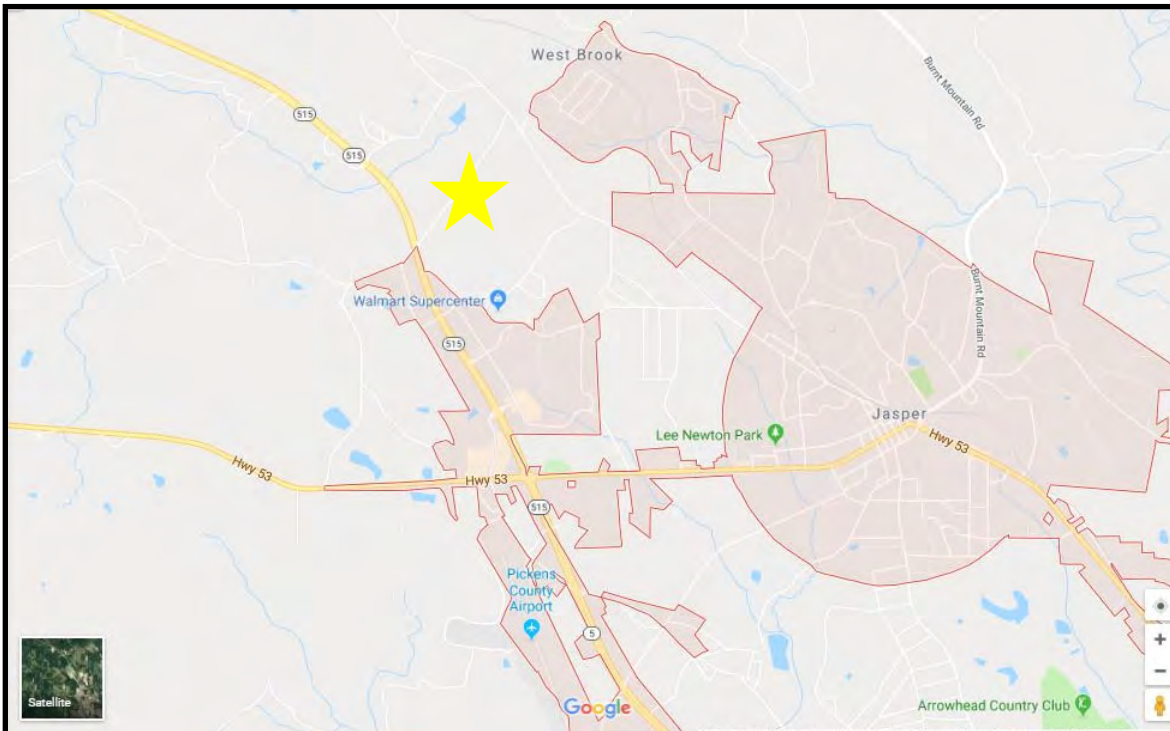 West Brook
Burnt Mountain Rd
515
515
Walmart Supercenter
Burnt Mountain Rd
515
Jasper
Lee Newton Park
Hwy 53
Hwy 53
Hwy 53
515
Pickens
County
Airport
5
Satellite
Google
Arrowhead Country Club